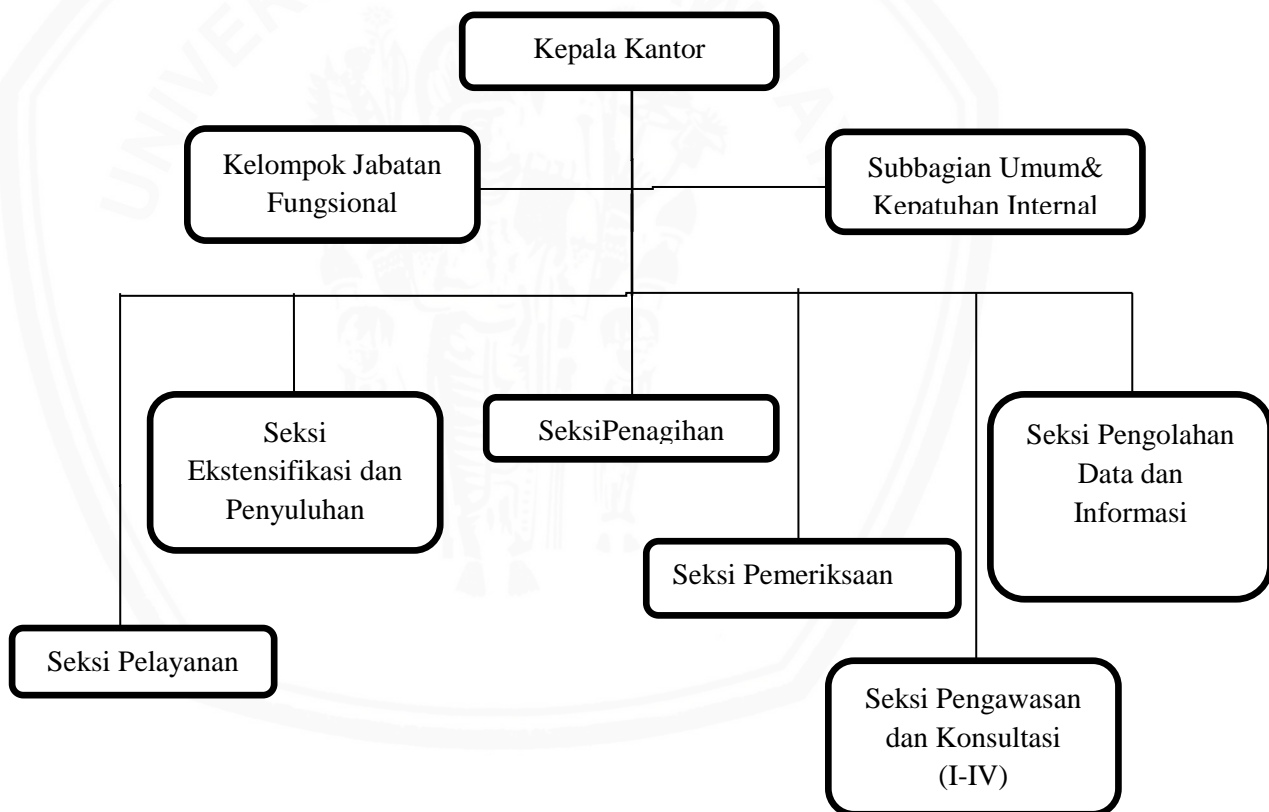 Kepala Kantor
Kelompok Jabatan
Fungsional
Subbagian Umum&
Kepatuhan Internal
Seksi
Ekstensifikasi dan
Penyuluhan
SeksiPenagihan
Seksi Pengolahan
Data dan
Informasi
Seksi Pemeriksaan
Seksi Pelayanan
Seksi Pengawasan
dan Konsultasi
(I-IV)